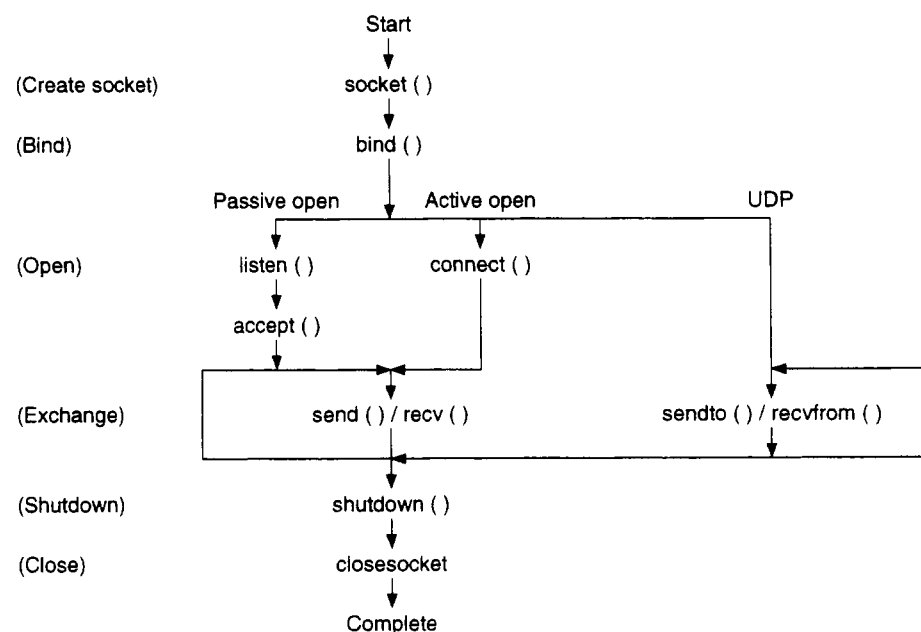 Start
(Create socket) socket ( )
(Bind) bind ( )
Passive open Active open UDP
(Open) listen ( ) connect ( )
accept ( )
(Exchange) send ( ) / recv ( ) sendto ( ) / recvfrom ( )
(Shutdown) shutdown ( )
(Close) closesocket
Complete